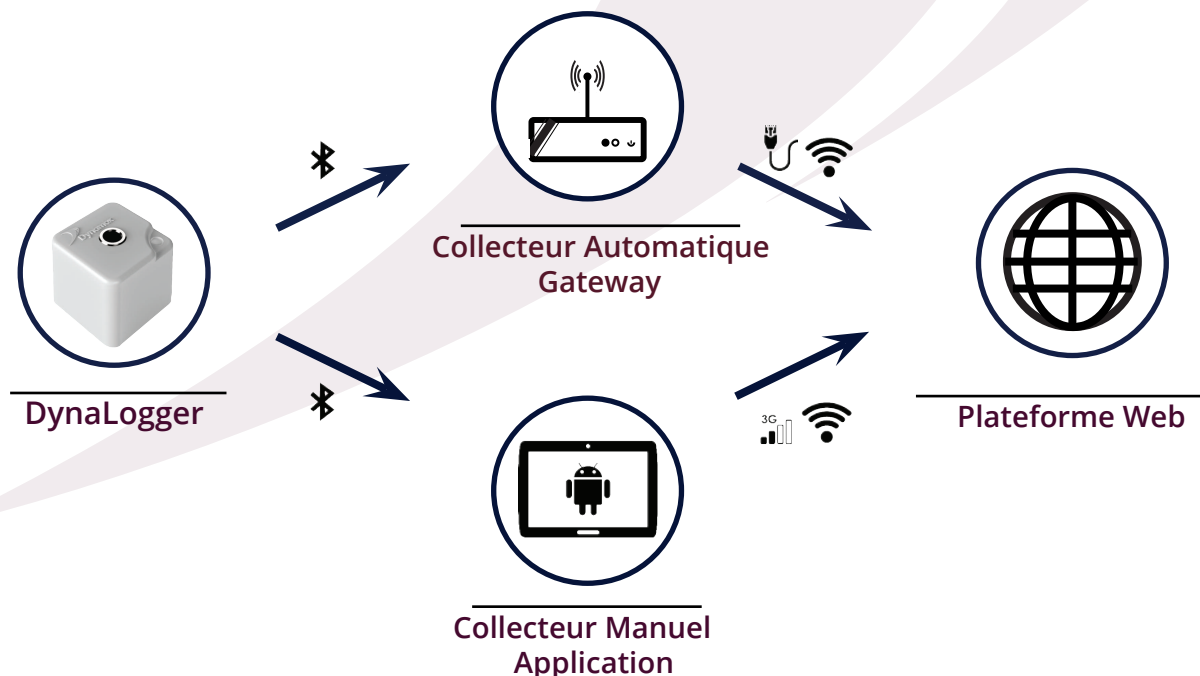 Collecteur Automatique
Gateway
DynaLogger
3G
Plateforme Web
Collecteur Manuel
Application